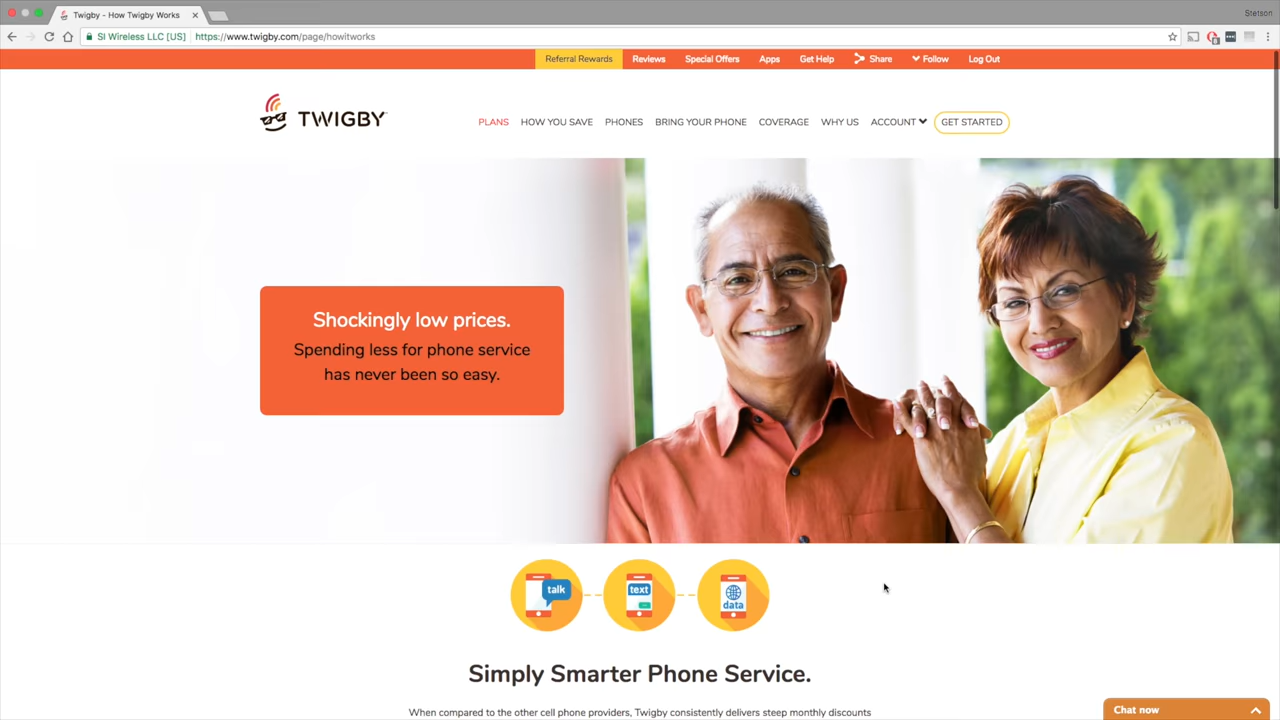 Twigby - How Twigby Works
Stetson
SI Wireless LLC [US]
https://www.twigby.com/page/howitworks
Referral Rewards
Reviews
Special Offers
Apps
Get Help
Share
Follow
Log Out
TWIGBY
PLANS
HOW YOU SAVE
PHONES
BRING YOUR PHONE
COVERAGE
WHY US
ACCOUNT
GET STARTED
Shockingly low prices.
Spending less for phone service
has never been so easy.
talk
text
data
Simply Smarter Phone Service.
When compared to the other cell phone providers, Twigby consistently delivers steep monthly discounts
Chat now